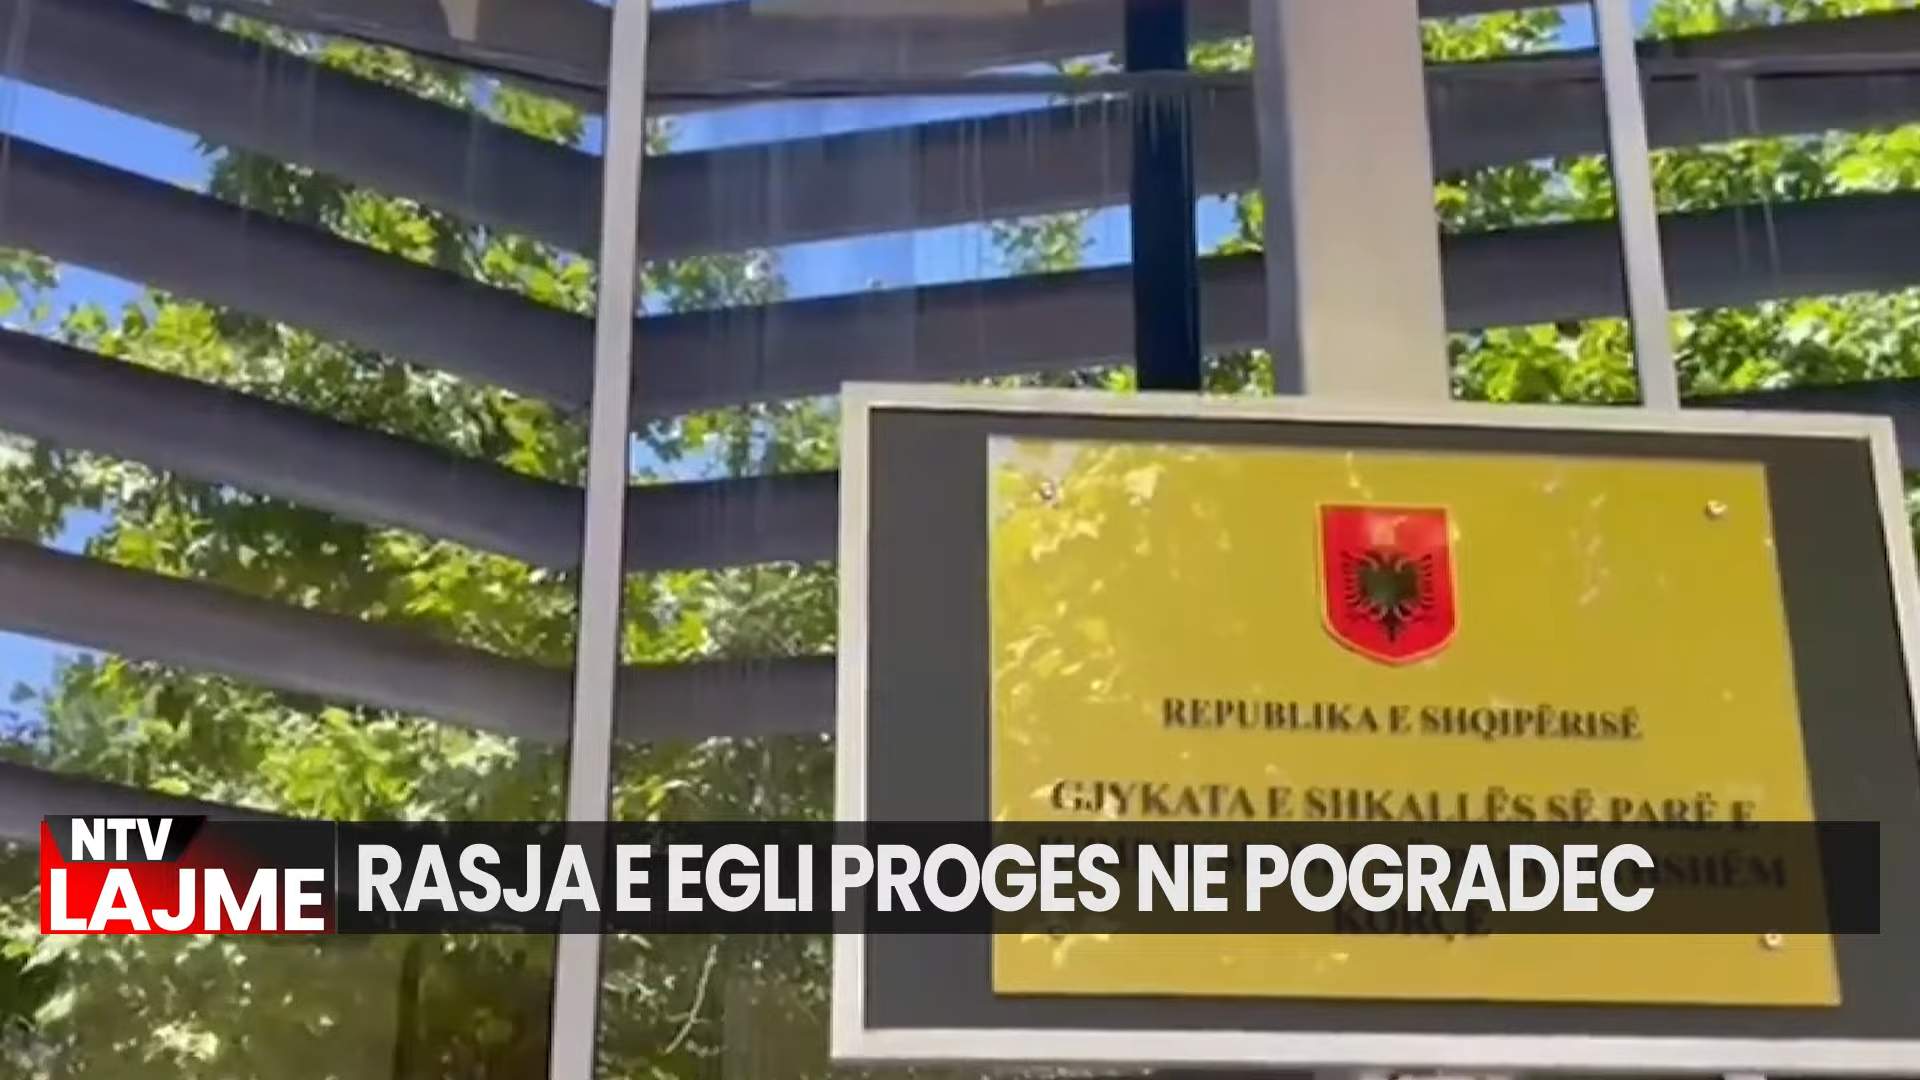 REPUBLIKA E SHQIPËRISË
GJYKATA E SHKALLËS SË PARË E
KORÇË
NTV
LAJME
RASJA E EGLI PROGES NE POGRADEC